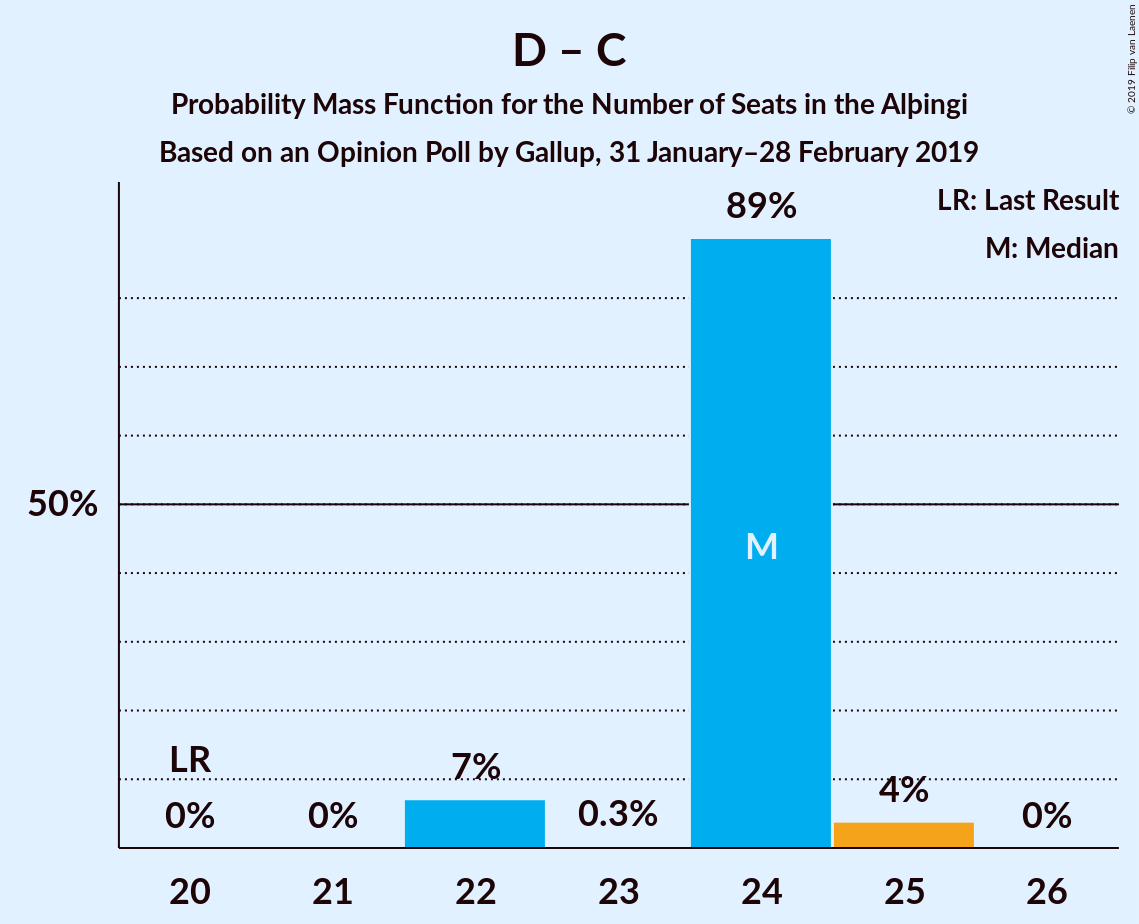 D – C
Probability Mass Function for the Number of Seats in the Alþingi
Based on an Opinion Poll by Gallup, 31 January–28 February 2019
© 2019 Filip van Laenen
LR: Last Result
M: Median
89%
50%
M
LR
7%
4%
0%
0%
0.3%
0%
20
21
22
23
24
25
26